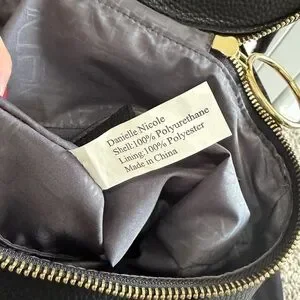 Danielle Nicole
Shell:100% Polyurethane
Lining:100% Polyester
Made in China